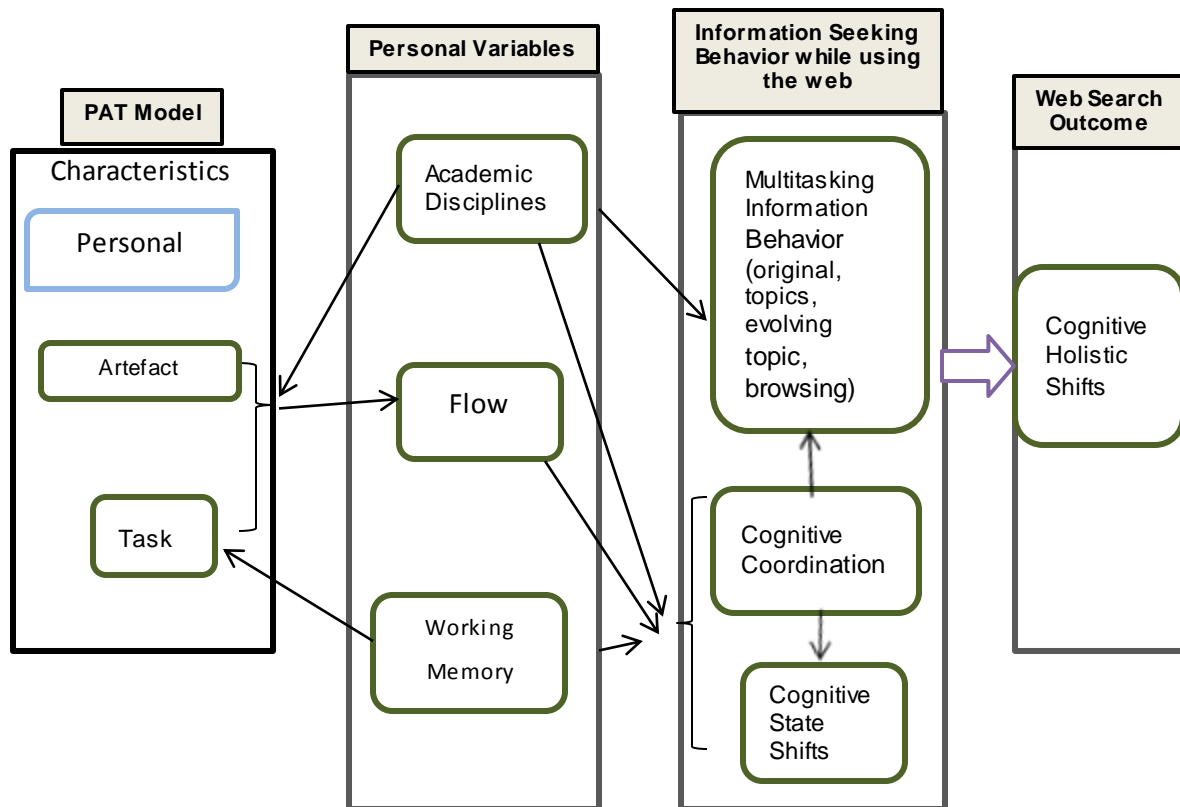 PAT Model
Characteristics
Personal
Artefact
Task
Personal Variables
Academic
Disciplines
Flow
Working
Memory
Information Seeking
Behavior while using
the web
Multitasking
Information
Behavior
(original,
topics,
evolving
topic,
browsing)
Cognitive
Coordination
Cognitive
State
Shifts
Web Search
Outcome
Cognitive
Holistic
Shifts